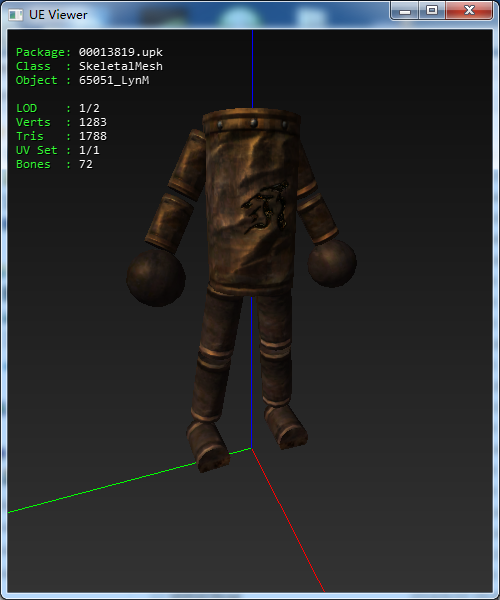 UE Viewer
Package: 00013819.upk
Class : SkeletalMesh
Object : 65051_LynM
LOD : 1/2
Verts : 1283
Tris : 1788
UV Set : 1/1
Bones : 72